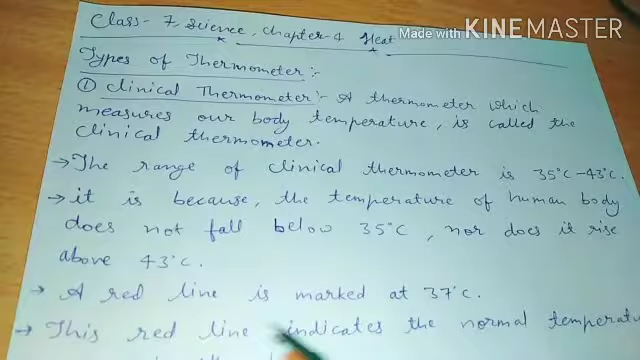 Class - 7, Science, chapter-4 Heat
Made with KINEMASTER
Types of Thermometer :-
① Clinical Thermometer :- A thermometer which
measures our body temperature, is called the
clinical thermometer.
→ The range of clinical thermometer is 35°C - 43°C.
→ it is because, the temperature of human body
does not fall below 35°C, nor does it rise
above 43°C.
→ A red line is marked at 37°C.
→ This red line indicates the normal temperatu